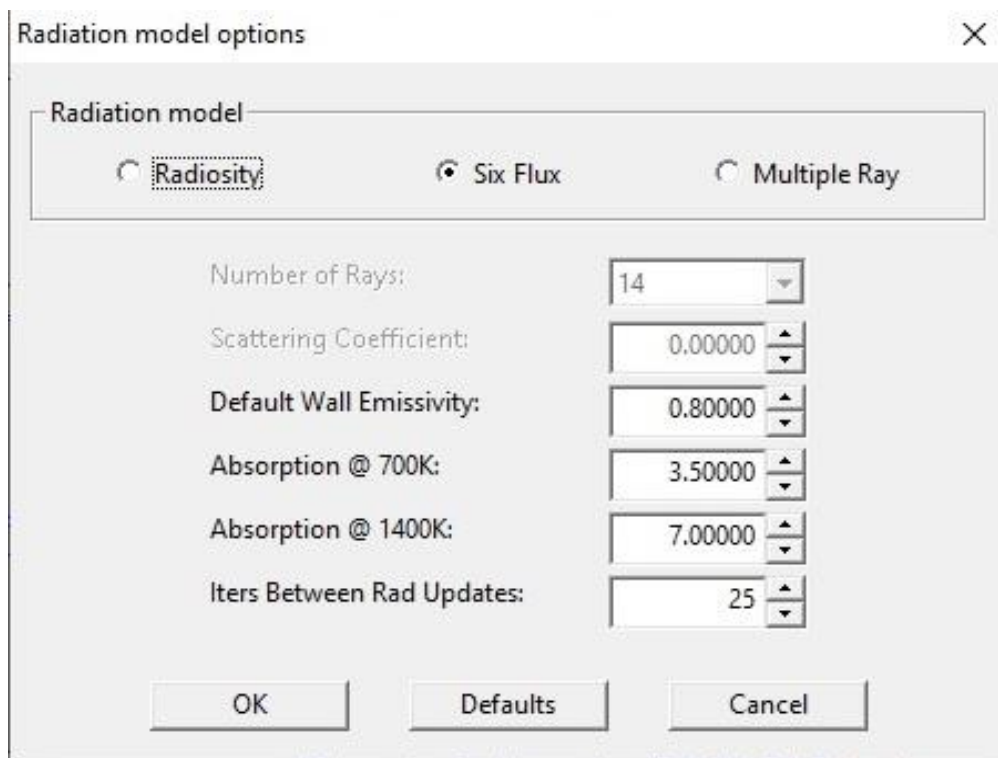 Radiation model options
Radiation model
Radiosity Six Flux Multiple Ray
Number of Rays: 14
Scattering Coefficient: 0.00000
Default Wall Emissivity: 0.80000
Absorption @ 700K: 3.50000
Absorption @ 1400K: 7.00000
Iters Between Rad Updates: 25
OK Defaults Cancel